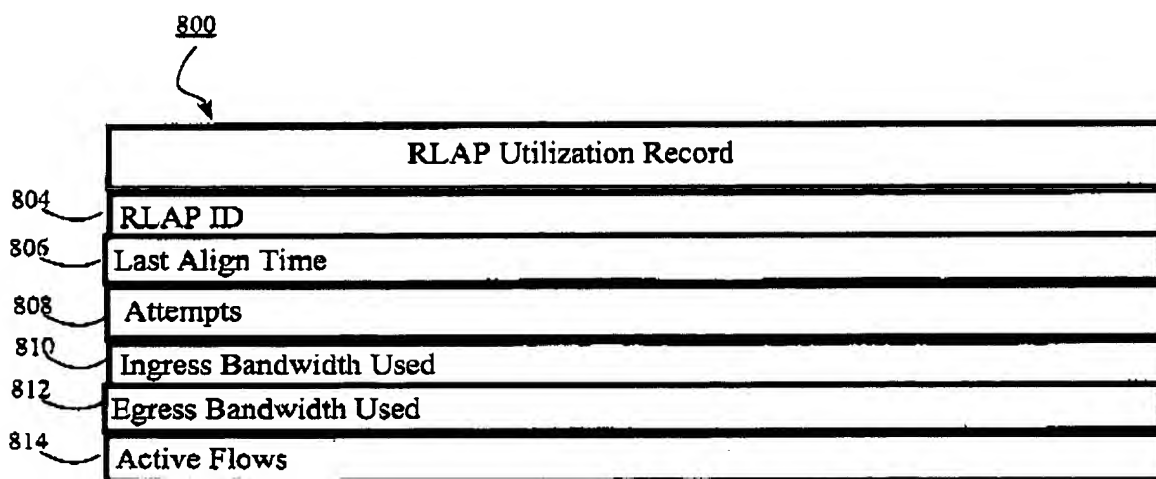 800
RLAP Utilization Record
804 RLAP ID
806 Last Align Time
808 Attempts
810 Ingress Bandwidth Used
812 Egress Bandwidth Used
814 Active Flows